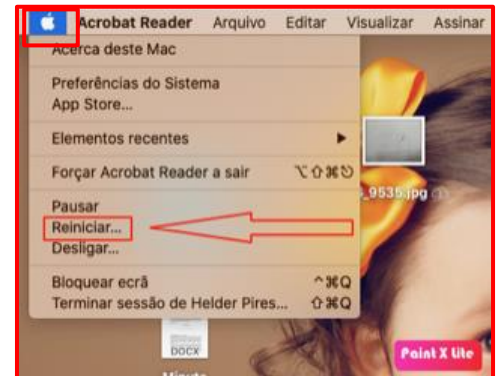 Acrobat Reader Arquivo Editar Visualizar Assinar
Acerca deste Mac
Preferências do Sistema
App Store...
Elementos recentes
Forçar Acrobat Reader a sair ⌥⇧⌘⎋
Pausar
Reiniciar...
Desligar...
Bloquear ecrã ^⌘Q
Terminar sessão de Helder Pires... ⇧⌘Q
_9535.jpg
DOCX
Paint X Lite